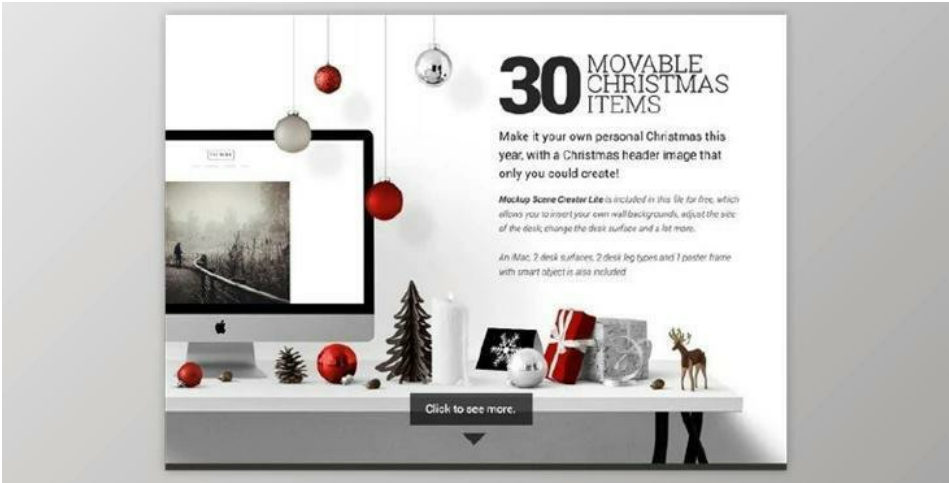 30 MOVABLE
CHRISTMAS
ITEMS
Make it your own personal Christmas this
year, with a Christmas header image that
only you could create!
Mockup Scene Creator Lite is included in this file for free, which
allows you to insert your own wall backgrounds, adjust the size
of the desk, change the desk surface and a lot more.
An iMac, 2 desk surfaces, 2 desk leg types and 1 poster frame
with smart object is also included
Click to see more.